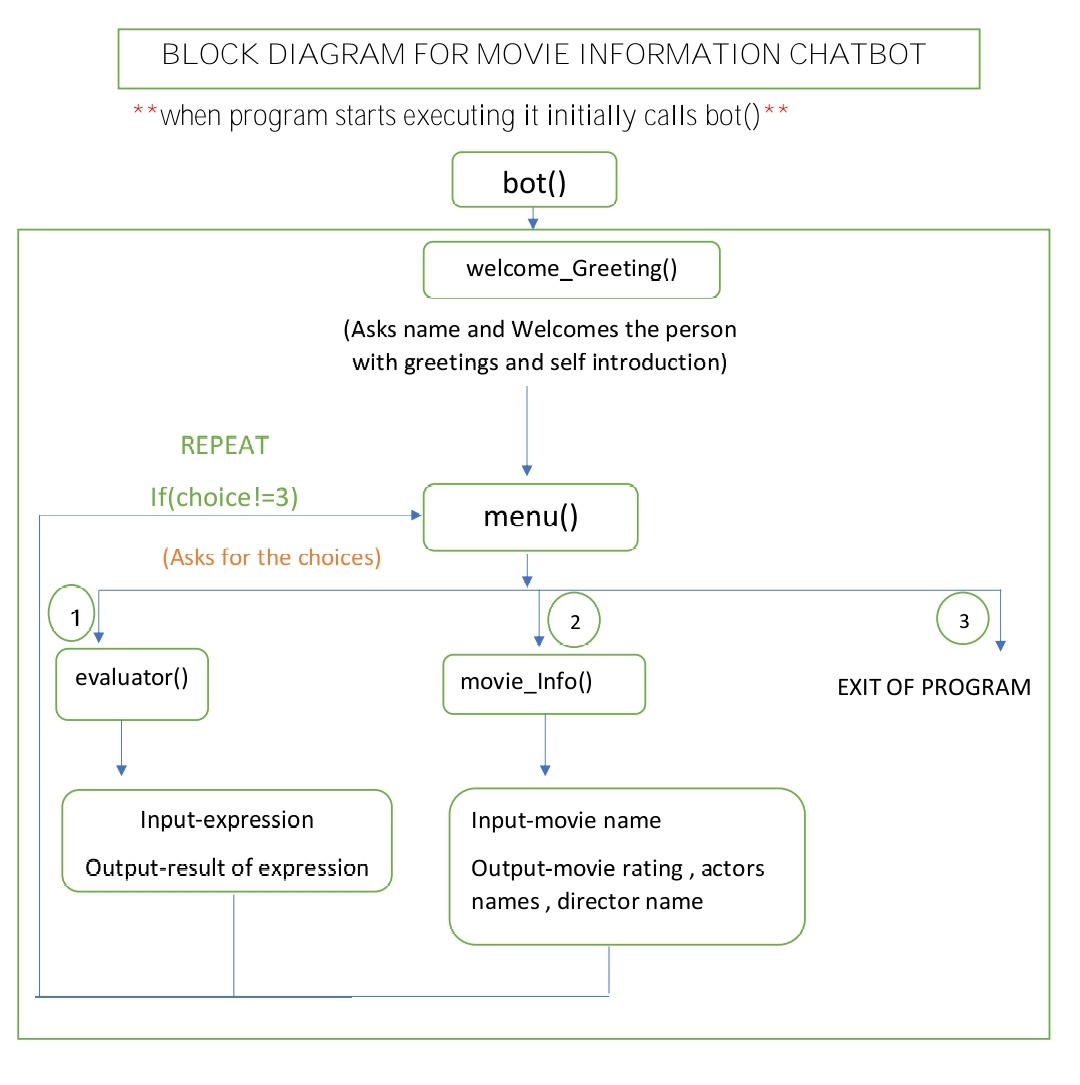 BLOCK DIAGRAM FOR MOVIE INFORMATION CHATBOT
**when program starts executing it initially calls bot()**
bot()
welcome_Greeting()
(Asks name and Welcomes the person
with greetings and self introduction)
REPEAT
If(choice!=3)
menu()
(Asks for the choices)
1
2
3
evaluator()
movie_Info()
EXIT OF PROGRAM
Input-expression
Output-result of expression
Input-movie name
Output-movie rating , actors
names , director name